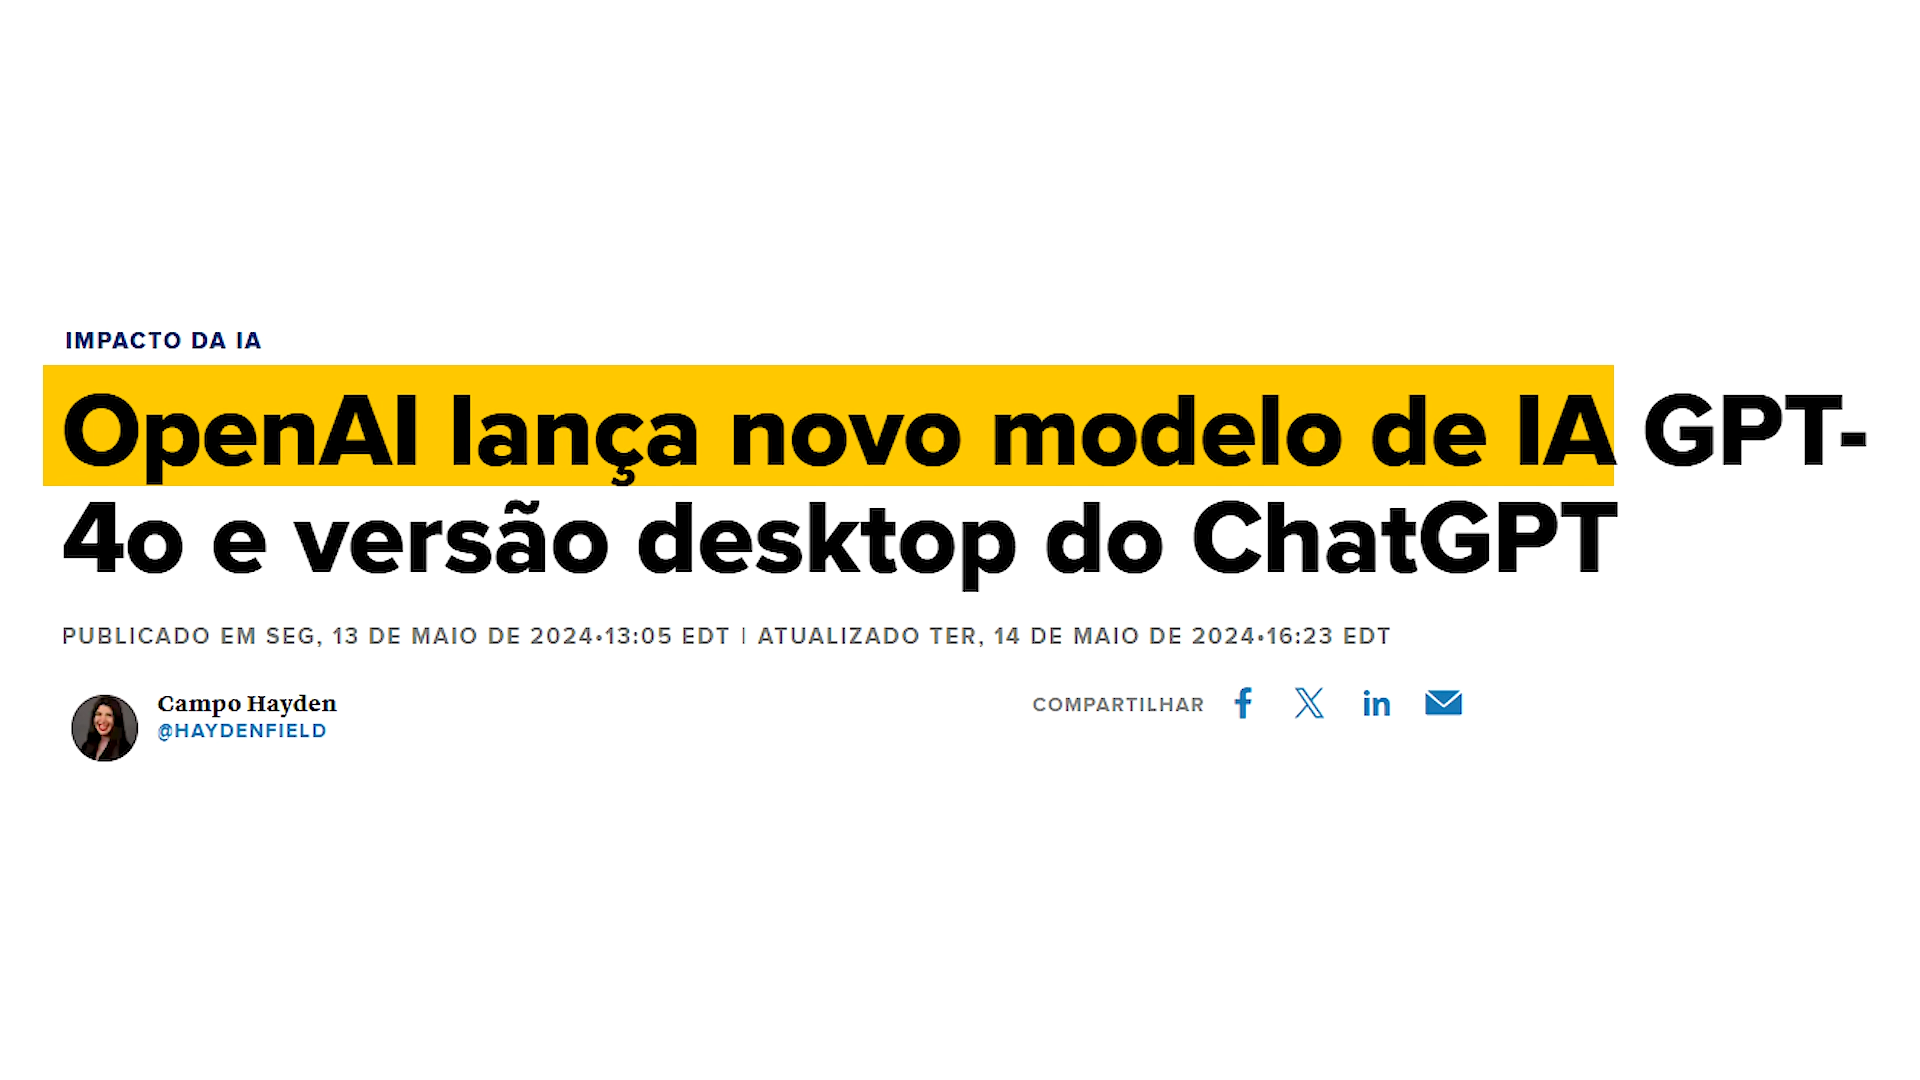 IMPACTO DA IA
OpenAI lança novo modelo de IA GPT-
4o e versão desktop do ChatGPT
PUBLICADO EM SEG, 13 DE MAIO DE 2024•13:05 EDT | ATUALIZADO TER, 14 DE MAIO DE 2024•16:23 EDT
Campo Hayden
@HAYDENFIELD
COMPARTILHAR